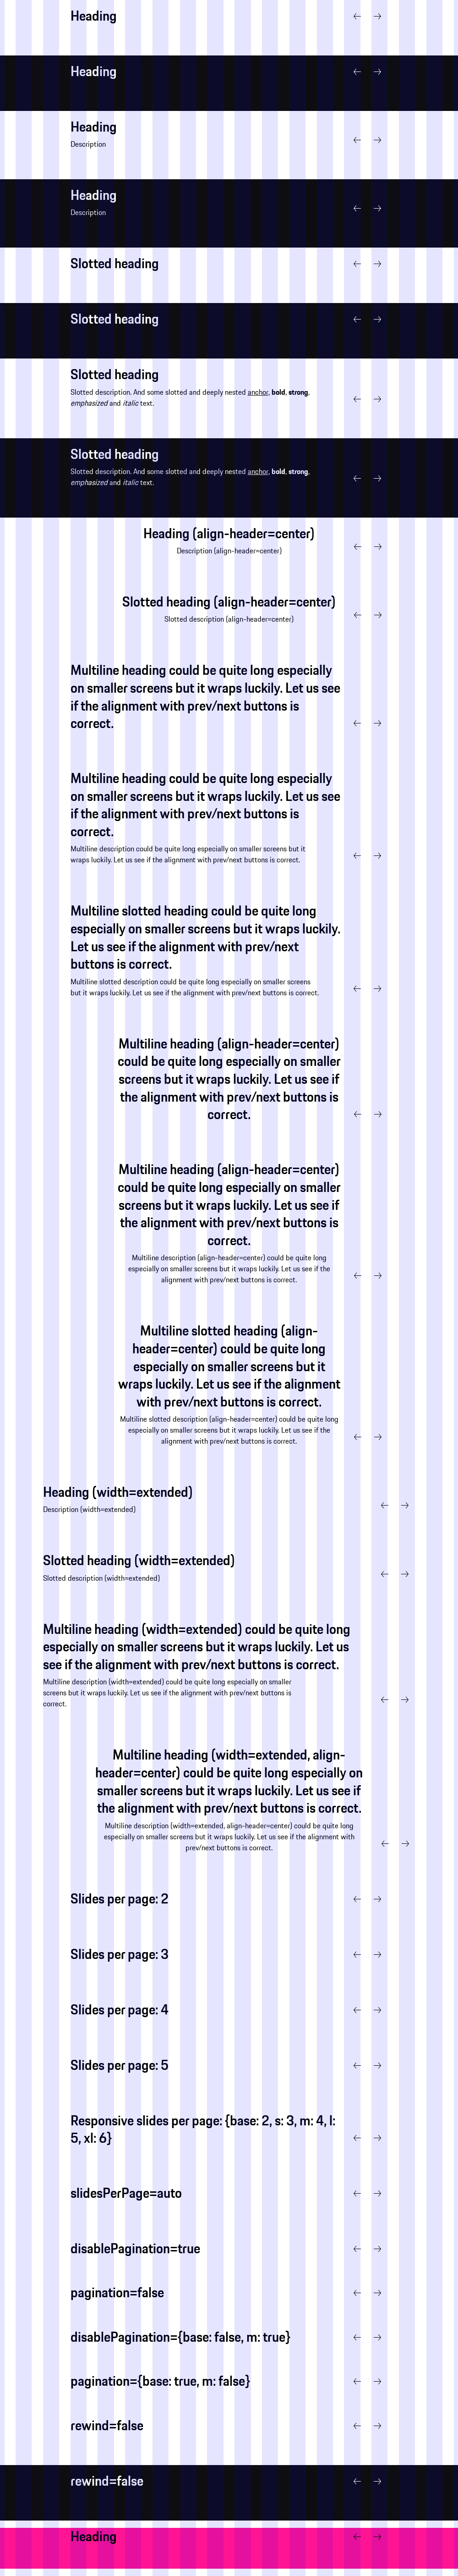 Heading
Heading
Heading
Description
Heading
Description
Slotted heading
Slotted heading
Slotted heading
Slotted description. And some slotted and deeply nested anchor, bold, strong,
emphasized and italic text.
Slotted heading
Slotted description. And some slotted and deeply nested anchor, bold, strong,
emphasized and italic text.
Heading (align-header=center)
Description (align-header=center)
Slotted heading (align-header=center)
Slotted description (align-header=center)
Multiline heading could be quite long especially
on smaller screens but it wraps luckily. Let us see
if the alignment with prev/next buttons is
correct.
Multiline heading could be quite long especially
on smaller screens but it wraps luckily. Let us see
if the alignment with prev/next buttons is
correct.
Multiline description could be quite long especially on smaller screens but it
wraps luckily. Let us see if the alignment with prev/next buttons is correct.
Multiline slotted heading could be quite long
especially on smaller screens but it wraps luckily.
Let us see if the alignment with prev/next
buttons is correct.
Multiline slotted description could be quite long especially on smaller screens
but it wraps luckily. Let us see if the alignment with prev/next buttons is correct.
Multiline heading (align-header=center)
could be quite long especially on smaller
screens but it wraps luckily. Let us see if
the alignment with prev/next buttons is
correct.
Multiline heading (align-header=center)
could be quite long especially on smaller
screens but it wraps luckily. Let us see if
the alignment with prev/next buttons is
correct.
Multiline description (align-header=center) could be quite long
especially on smaller screens but it wraps luckily. Let us see if the
alignment with prev/next buttons is correct.
Multiline slotted heading (align-
header=center) could be quite long
especially on smaller screens but it
wraps luckily. Let us see if the alignment
with prev/next buttons is correct.
Multiline slotted description (align-header=center) could be quite long
especially on smaller screens but it wraps luckily. Let us see if the
alignment with prev/next buttons is correct.
Heading (width=extended)
Description (width=extended)
Slotted heading (width=extended)
Slotted description (width=extended)
Multiline heading (width=extended) could be quite long
especially on smaller screens but it wraps luckily. Let us
see if the alignment with prev/next buttons is correct.
Multiline description (width=extended) could be quite long especially on smaller
screens but it wraps luckily. Let us see if the alignment with prev/next buttons is
correct.
Multiline heading (width=extended, align-
header=center) could be quite long especially on
smaller screens but it wraps luckily. Let us see if
the alignment with prev/next buttons is correct.
Multiline description (width=extended, align-header=center) could be quite long
especially on smaller screens but it wraps luckily. Let us see if the alignment with
prev/next buttons is correct.
Slides per page: 2
Slides per page: 3
Slides per page: 4
Slides per page: 5
Responsive slides per page: {base: 2, s: 3, m: 4, l:
5, xl: 6}
slidesPerPage=auto
disablePagination=true
pagination=false
disablePagination={base: false, m: true}
pagination={base: true, m: false}
rewind=false
rewind=false
Heading